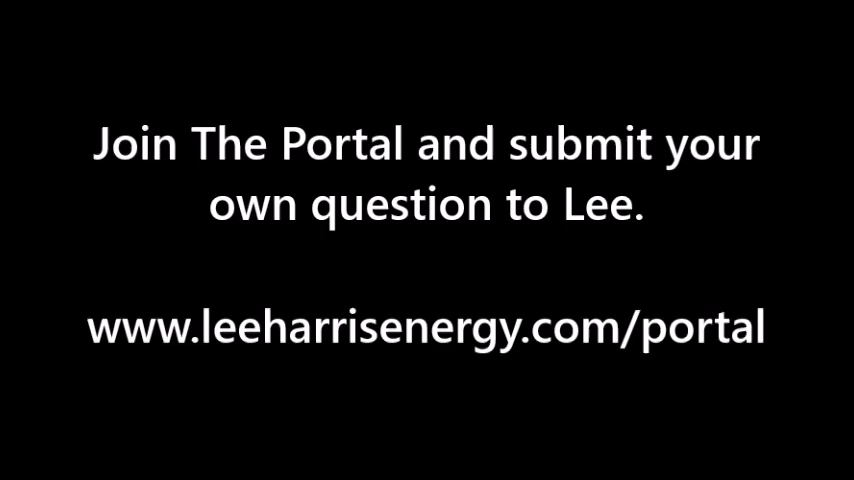 Join The Portal and submit your
own question to Lee.
www.leeharrisenergy.com/portal